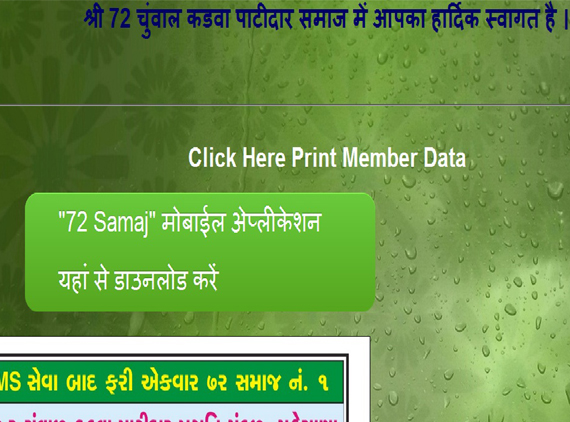 श्री 72 चुंवाल कडवा पाटीदार समाज में आपका हार्दिक स्वागत है ।
Click Here Print Member Data
"72 Samaj" मोबाईल अेप्लीकेशन
यहां से डाउनलोड करें
MS સેવા બાદ ફરી એકવાર ૭૨ સમાજ નં. ૧